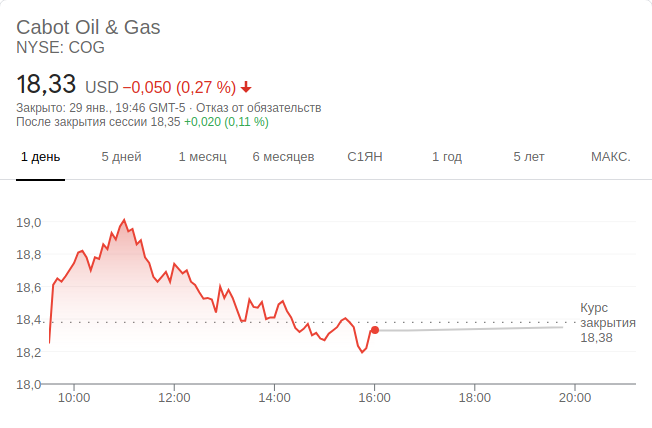 Cabot Oil & Gas
NYSE: COG
18,33 USD −0,050 (0,27 %)
Закрыто: 29 янв., 19:46 GMT-5 · Отказ от обязательств
После закрытия сессии 18,35 +0,020 (0,11 %)
1 день 5 дней 1 месяц 6 месяцев С1ЯН 1 год 5 лет МАКС.
19,0
18,8
18,6
18,4
18,2
18,0
Курс
закрытия
18,38
10:00 12:00 14:00 16:00 18:00 20:00